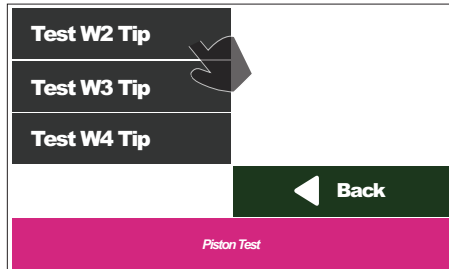 Test W2 Tip
Test W3 Tip
Test W4 Tip
Back
Piston Test